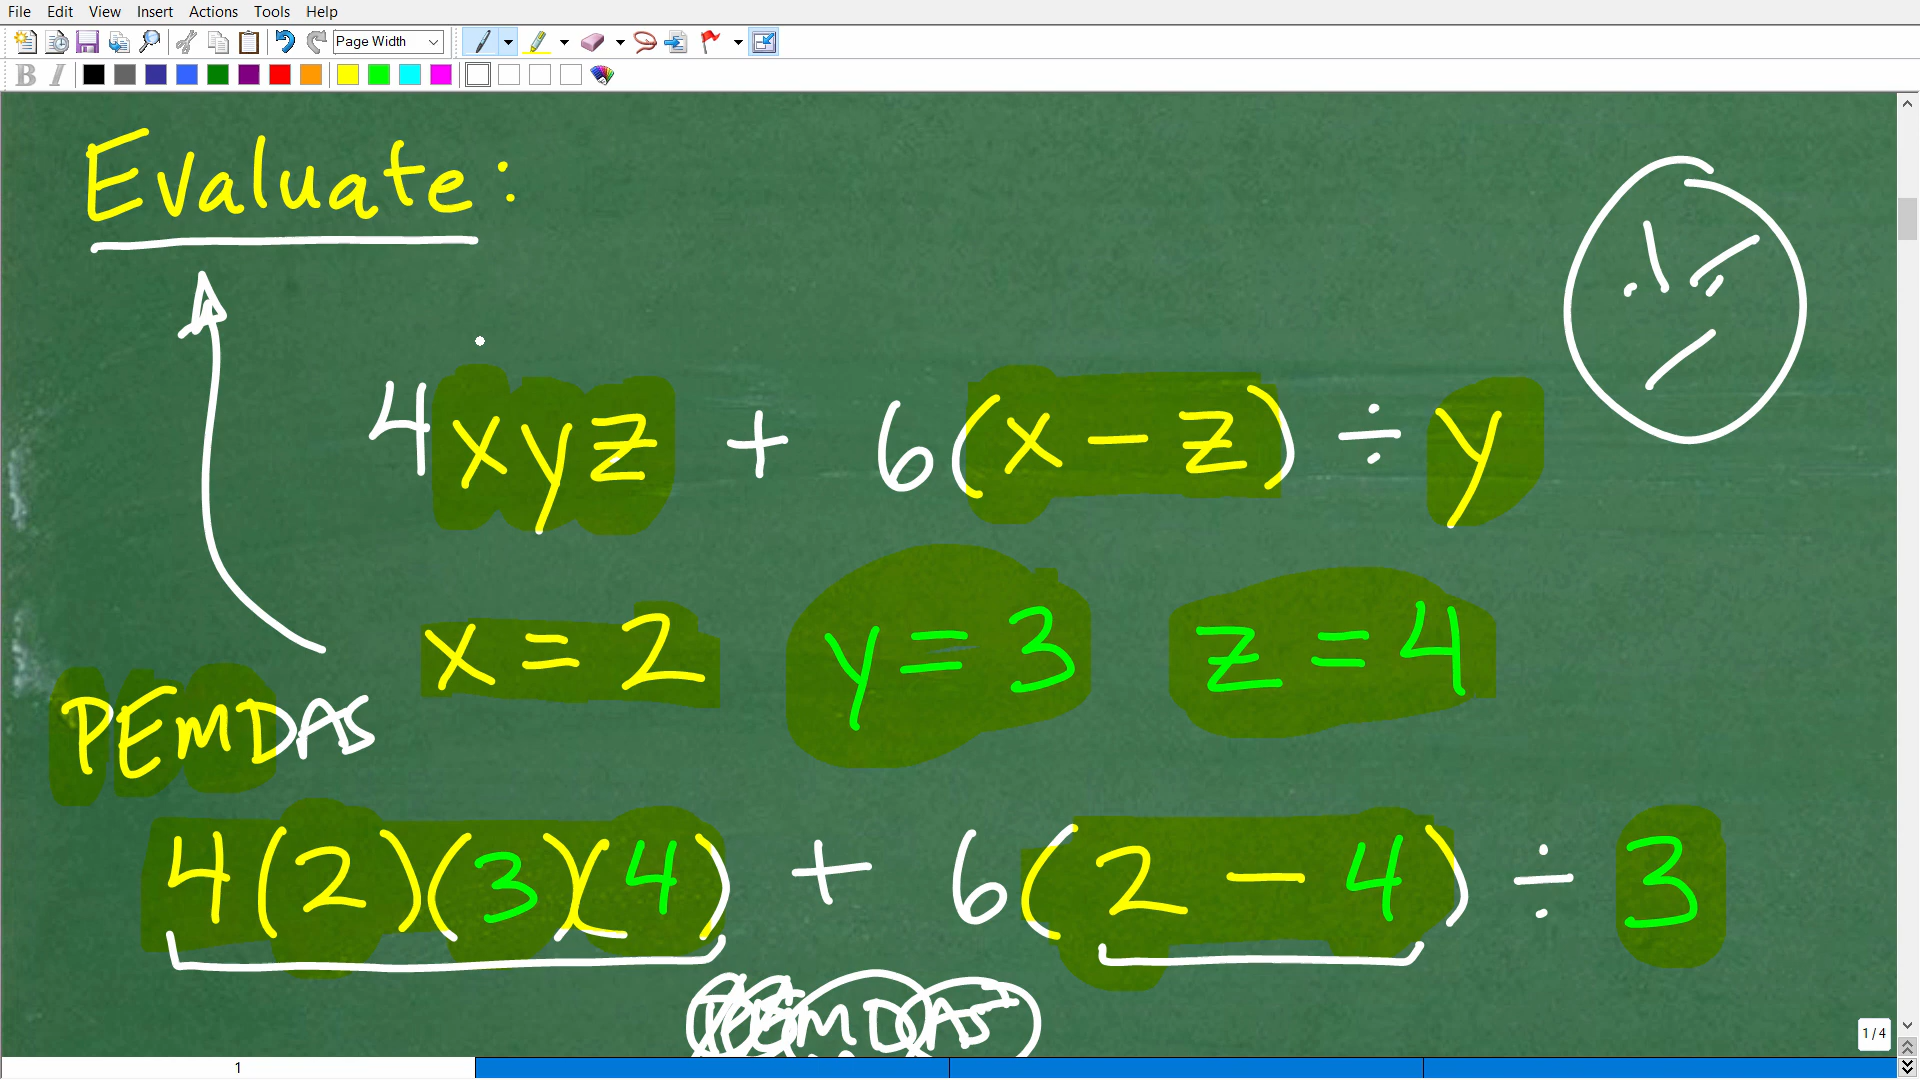 File Edit View Insert Actions Tools Help
Page Width
B I
Evaluate:
4xyz + 6(x − z) ÷ y
x = 2 y = 3 z = 4
PEMDAS
4(2)(3)(4) + 6(2 − 4) ÷ 3
MDAS
1 / 4
1